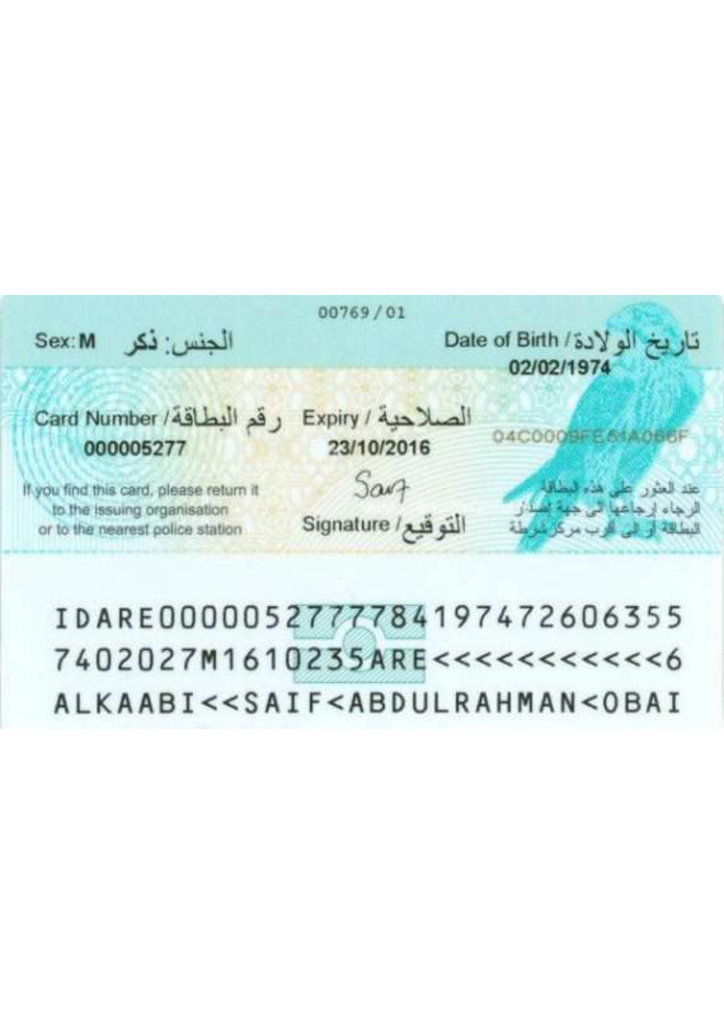 00769/01
Sex: M الجنس: ذكر
Date of Birth / تاريخ الولادة
02/02/1974
Card Number / رقم البطاقة
000005277
Expiry / الصلاحية
23/10/2016
04C0009FE51A066F
If you find this card, please return it
to the issuing organisation
or to the nearest police station
Saif
Signature / التوقيع
عند العثور على هذه البطاقة
الرجاء إرجاعها الى جهة إصدار
البطاقة أو إلى أقرب مركز شرطة
IDARE0000052777784197472606355
7402027M1610235ARE<<<<<<<<<<<6
ALKAABI<<SAIF<ABDULRAHMAN<OBAI